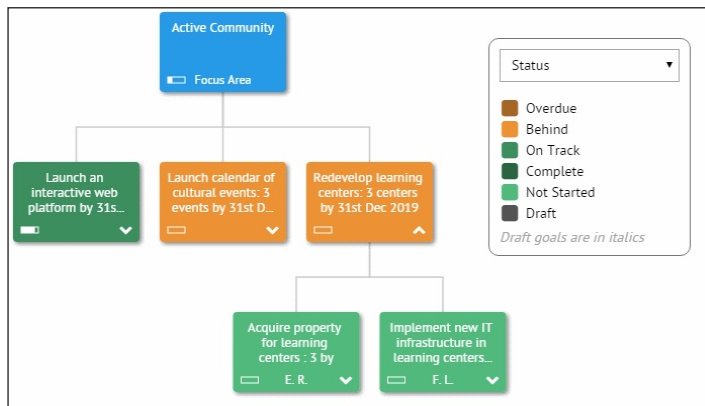 Active Community
Focus Area
Status
Overdue
Behind
On Track
Complete
Not Started
Draft
Draft goals are in italics
Launch an
interactive web
platform by 31s...
Launch calendar of
cultural events: 3
events by 31st D...
Redevelop learning
centers: 3 centers
by 31st Dec 2019
Acquire property
for learning
centers : 3 by
E. R.
Implement new IT
infrastructure in
learning centers...
F. L.